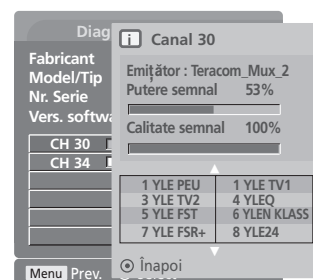 Diag
Canal 30
Fabricant
Model/Tip
Nr. Serie
Vers. softwa
CH 30
CH 34
Emiţător : Teracom_Mux_2
Putere semnal 53%
Calitate semnal 100%
1 YLE PEU 1 YLE TV1
3 YLE TV2 4 YLEQ
5 YLE FST 6 YLEN KLASS
7 YLE FSR+ 8 YLE24
Înapoi
Menu Prev.